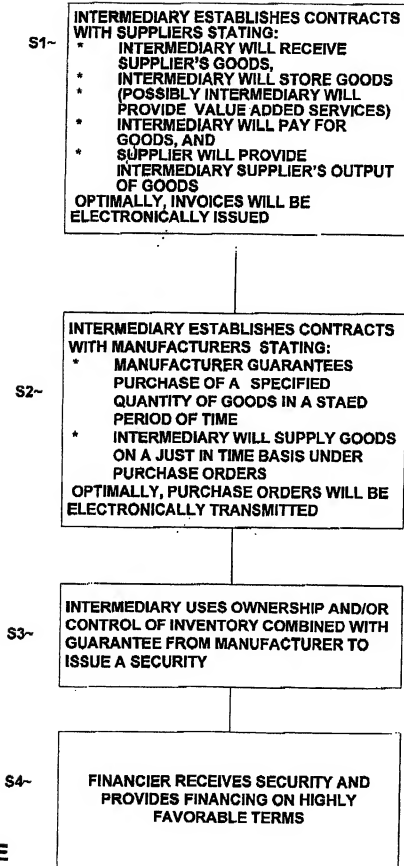 S1~
INTERMEDIARY ESTABLISHES CONTRACTS
WITH SUPPLIERS STATING:
* INTERMEDIARY WILL RECEIVE
SUPPLIER'S GOODS,
* INTERMEDIARY WILL STORE GOODS
* (POSSIBLY INTERMEDIARY WILL
* PROVIDE VALUE ADDED SERVICES)
* INTERMEDIARY WILL PAY FOR
GOODS, AND
* SUPPLIER WILL PROVIDE
INTERMEDIARY SUPPLIER'S OUTPUT
OF GOODS
OPTIMALLY, INVOICES WILL BE
ELECTRONICALLY ISSUED
S2~
INTERMEDIARY ESTABLISHES CONTRACTS
WITH MANUFACTURERS STATING:
* MANUFACTURER GUARANTEES
PURCHASE OF A SPECIFIED
QUANTITY OF GOODS IN A STAED
PERIOD OF TIME
* INTERMEDIARY WILL SUPPLY GOODS
ON A JUST IN TIME BASIS UNDER
PURCHASE ORDERS
OPTIMALLY, PURCHASE ORDERS WILL BE
ELECTRONICALLY TRANSMITTED
S3~
INTERMEDIARY USES OWNERSHIP AND/OR
CONTROL OF INVENTORY COMBINED WITH
GUARANTEE FROM MANUFACTURER TO
ISSUE A SECURITY
S4~
FINANCIER RECEIVES SECURITY AND
PROVIDES FINANCING ON HIGHLY
FAVORABLE TERMS
E